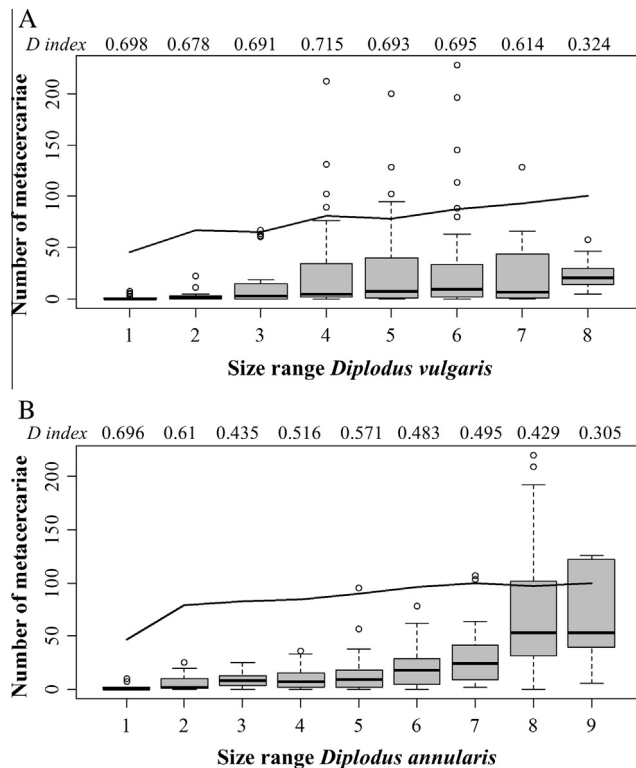 A
D index 0.698 0.678 0.691 0.715 0.693 0.695 0.614 0.324
Number of metacercariae
200
150
100
50
0
1 2 3 4 5 6 7 8
Size range Diplodus vulgaris
B
D index 0.696 0.61 0.435 0.516 0.571 0.483 0.495 0.429 0.305
Number of metacercariae
200
150
100
50
0
1 2 3 4 5 6 7 8 9
Size range Diplodus annularis